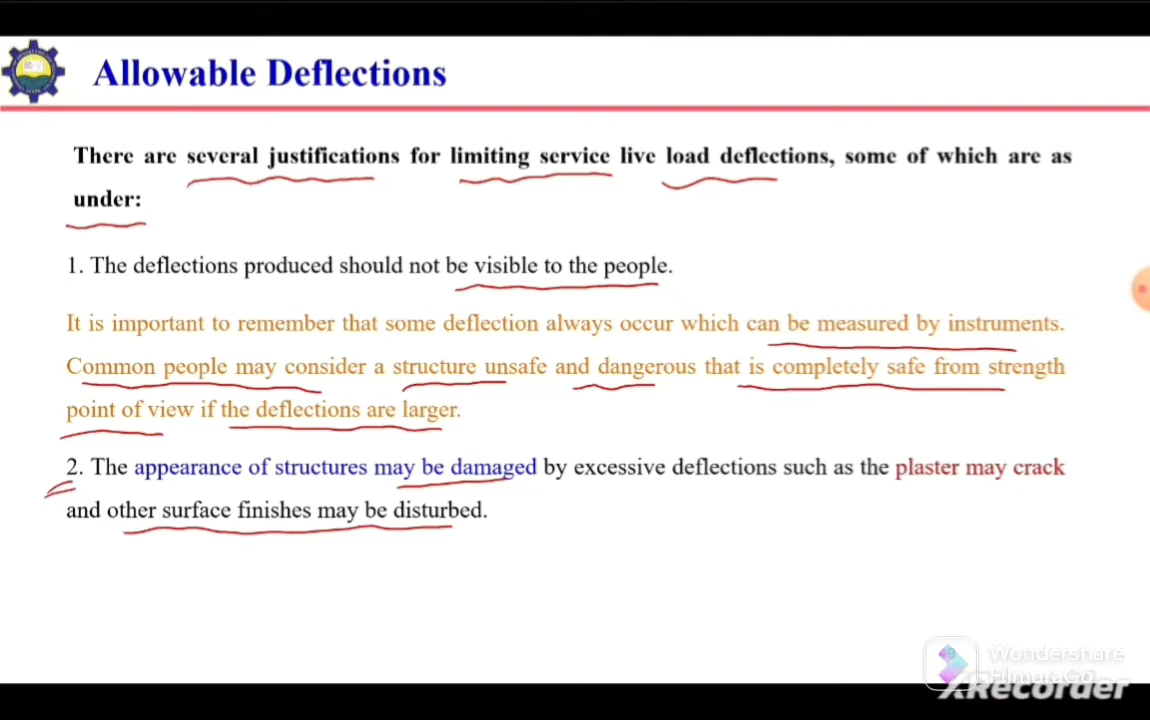 Allowable Deflections
There are several justifications for limiting service live load deflections, some of which are as
under:
1. The deflections produced should not be visible to the people.
It is important to remember that some deflection always occur which can be measured by instruments.
Common people may consider a structure unsafe and dangerous that is completely safe from strength
point of view if the deflections are larger.
2. The appearance of structures may be damaged by excessive deflections such as the plaster may crack
and other surface finishes may be disturbed.
Wondershare
FilmoraGo
XRecorder